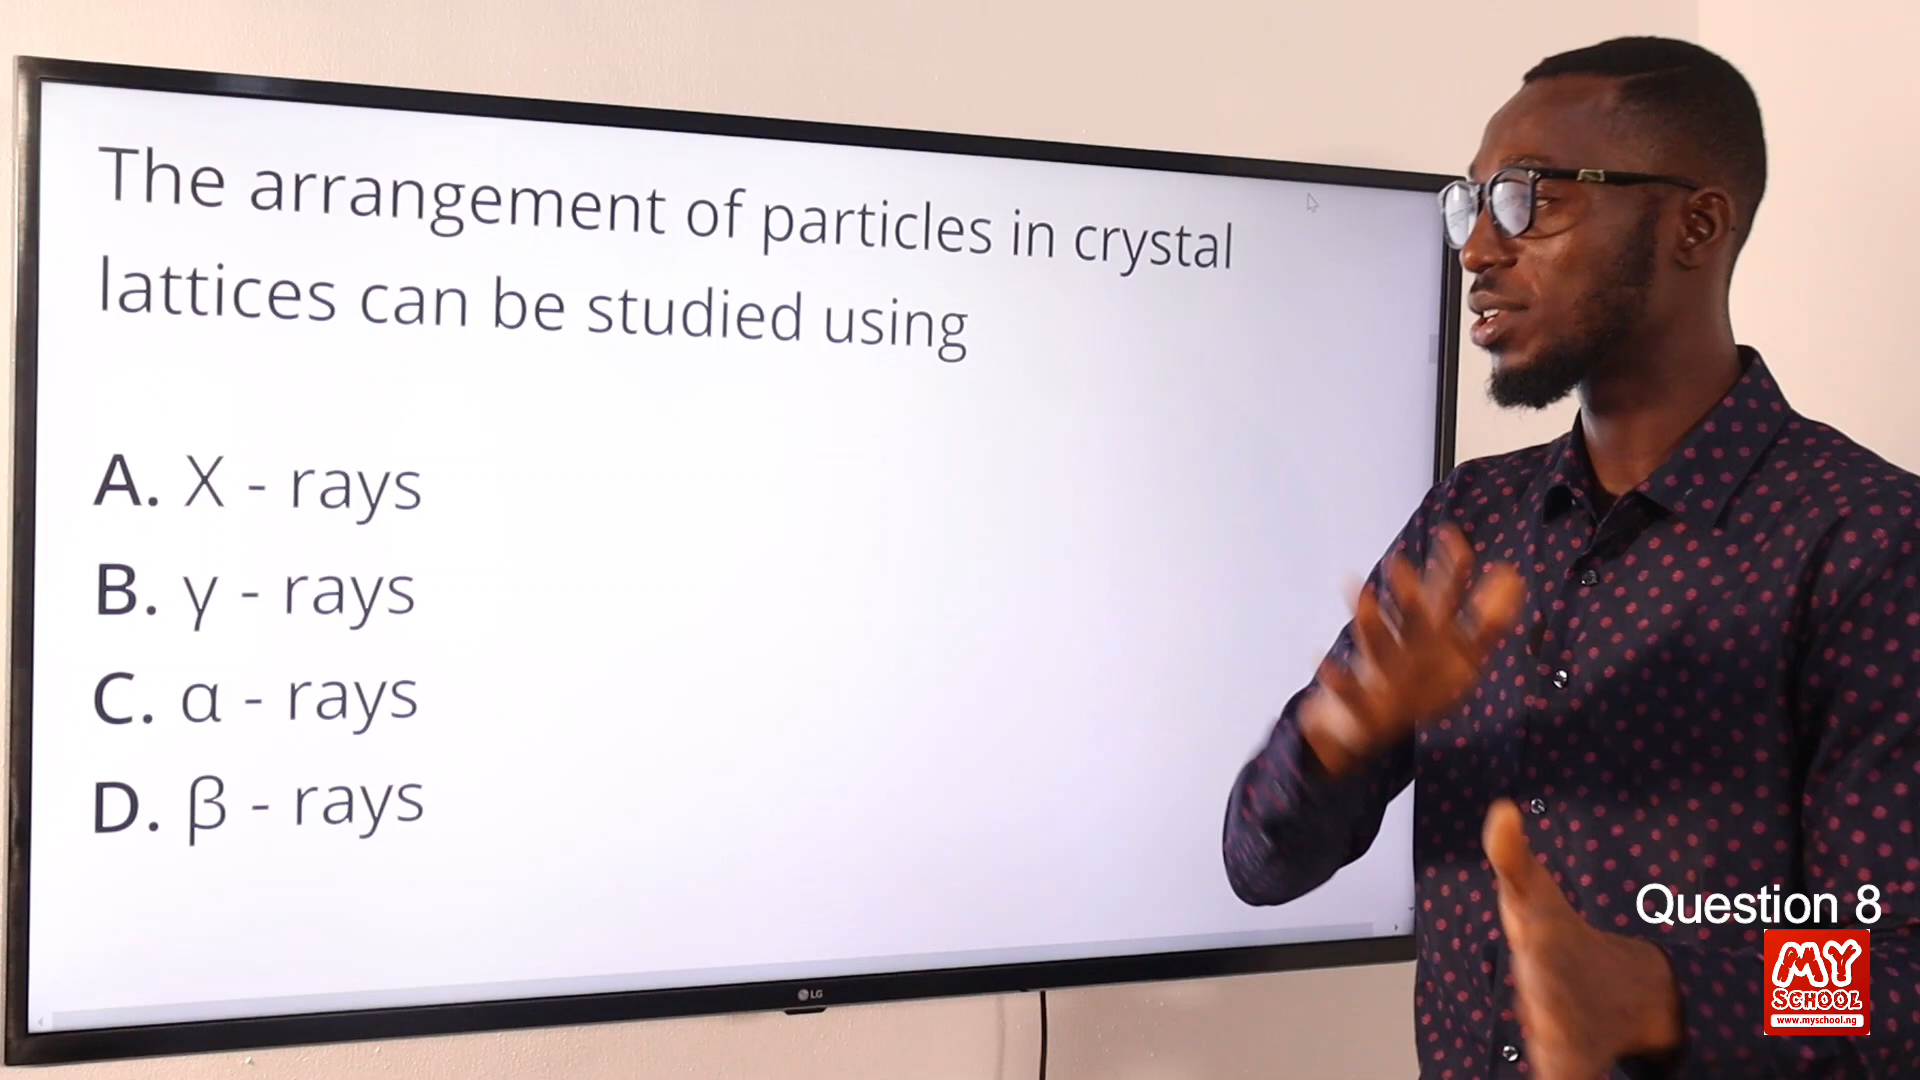 The arrangement of particles in crystal
lattices can be studied using
A. X - rays
B. γ - rays
C. α - rays
D. β - rays
LG
Question 8
MY
SCHOOL
www.myschool.ng